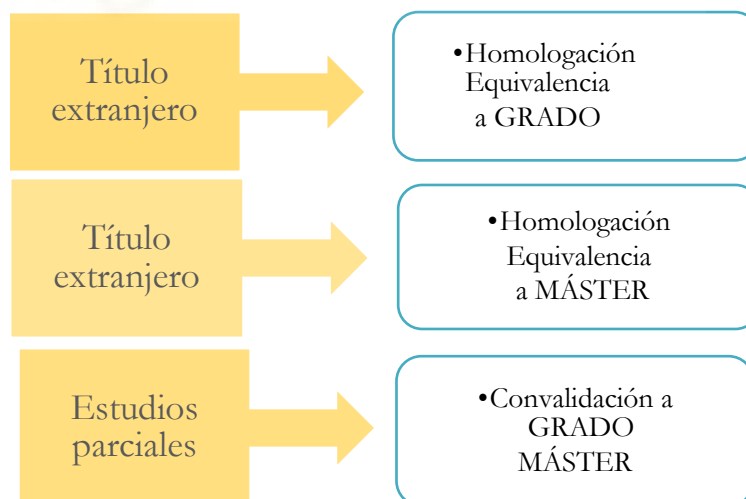 Título
extranjero
•Homologación
Equivalencia
a GRADO
Título
extranjero
•Homologación
Equivalencia
a MÁSTER
Estudios
parciales
•Convalidación a
GRADO
MÁSTER